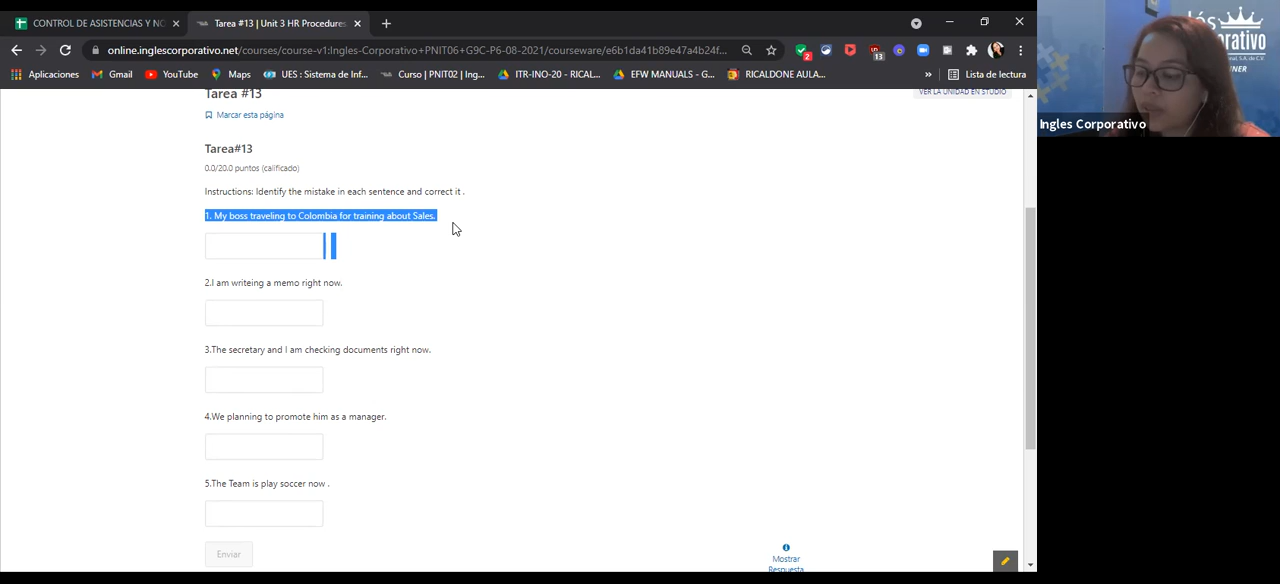 CONTROL DE ASISTENCIAS Y NO
Tarea #13 | Unit 3 HR Procedures
online.inglescorporativo.net/courses/course-v1:Ingles-Corporativo+PNIT06+G9C-P6-08-2021/courseware/e6b1da41b89e47a4b24f...
2
13
Aplicaciones
Gmail
YouTube
Maps
UES : Sistema de Inf...
Curso | PNIT02 | Ing...
ITR-INO-20 - RICAL...
EFW MANUALS - G...
RICALDONE AULA...
»
Lista de lectura
Tarea #13
VER LA UNIDAD EN STUDIO
Marcar esta página
Tarea#13
0.0/20.0 puntos (calificado)
Instructions: Identify the mistake in each sentence and correct it .
1. My boss traveling to Colombia for training about Sales.
2.I am writeing a memo right now.
3.The secretary and I am checking documents right now.
4.We planning to promote him as a manager.
5.The Team is play soccer now .
Enviar
Mostrar
Respuesta
Ingles Corporativo